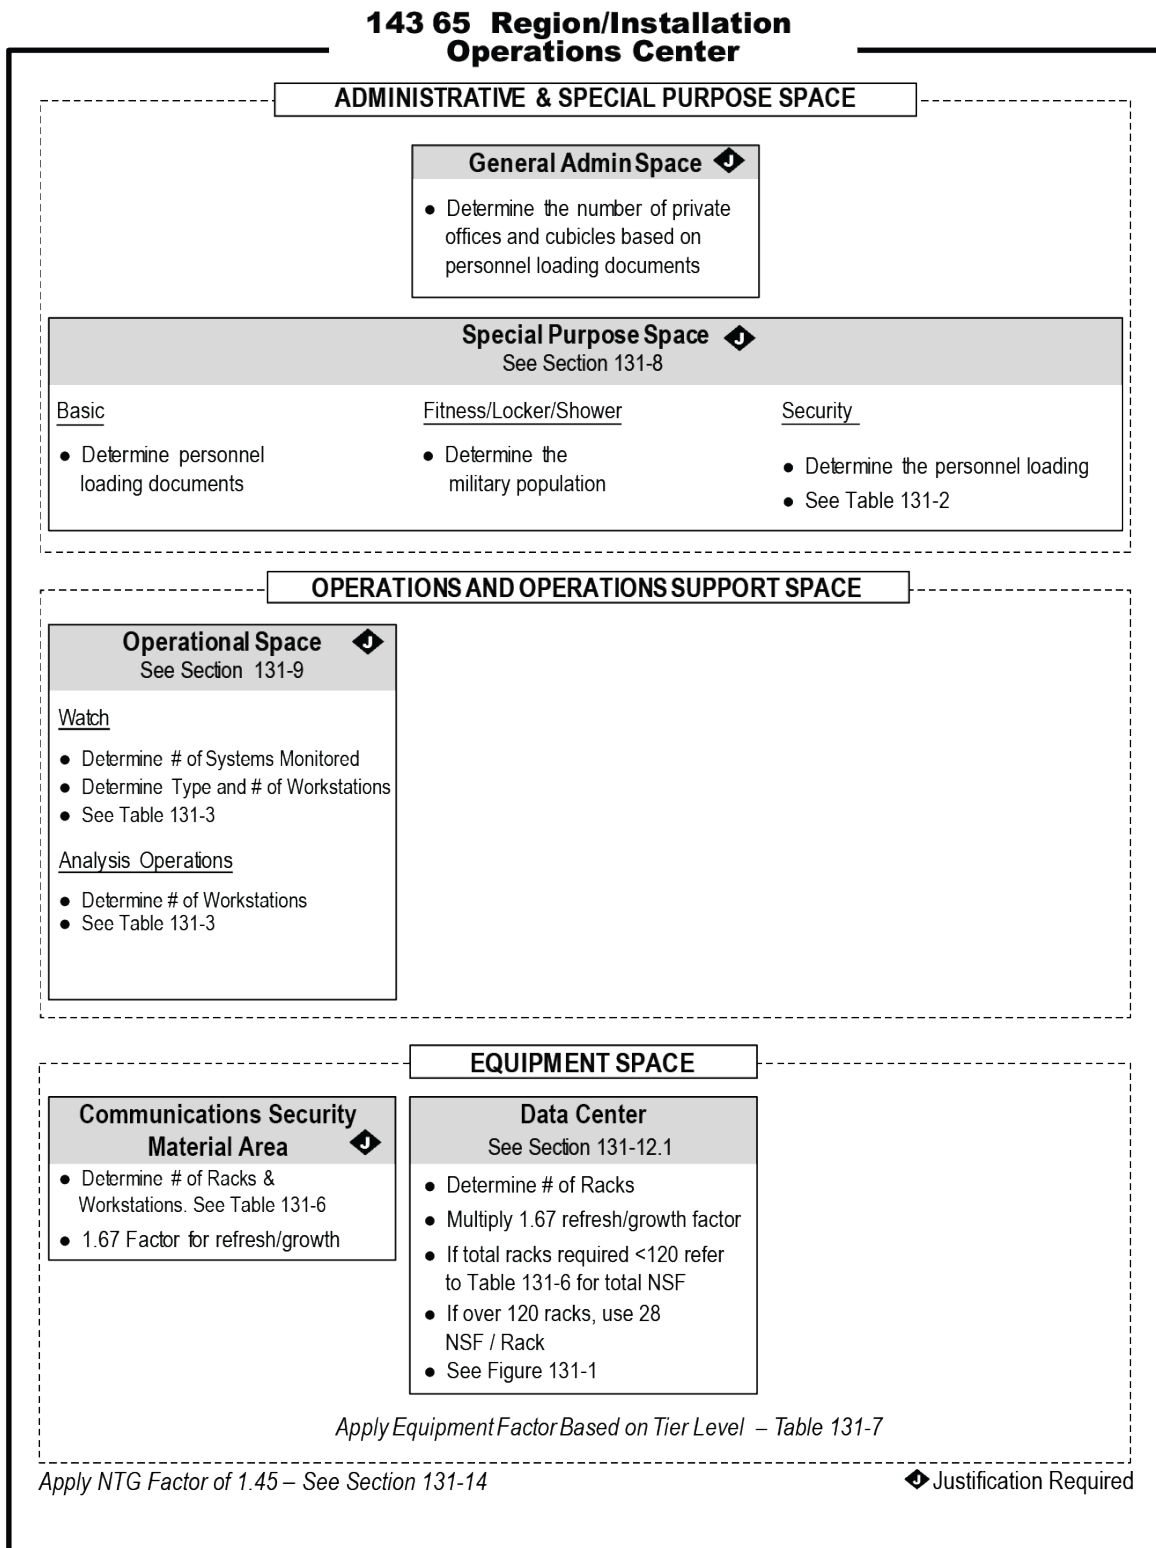 143 65 Region/Installation
Operations Center
ADMINISTRATIVE & SPECIAL PURPOSE SPACE
General Admin Space J
● Determine the number of private
offices and cubicles based on
personnel loading documents
Special Purpose Space J
See Section 131-8
Basic
● Determine personnel
loading documents
Fitness/Locker/Shower
● Determine the
military population
Security
● Determine the personnel loading
● See Table 131-2
OPERATIONS AND OPERATIONS SUPPORT SPACE
Operational Space J
See Section 131-9
Watch
● Determine # of Systems Monitored
● Determine Type and # of Workstations
● See Table 131-3
Analysis Operations
● Determine # of Workstations
● See Table 131-3
EQUIPMENT SPACE
Communications Security
Material Area J
● Determine # of Racks &
Workstations. See Table 131-6
● 1.67 Factor for refresh/growth
Data Center
See Section 131-12.1
● Determine # of Racks
● Multiply 1.67 refresh/growth factor
● If total racks required <120 refer
to Table 131-6 for total NSF
● If over 120 racks, use 28
NSF / Rack
● See Figure 131-1
Apply Equipment Factor Based on Tier Level – Table 131-7
Apply NTG Factor of 1.45 – See Section 131-14
J Justification Required